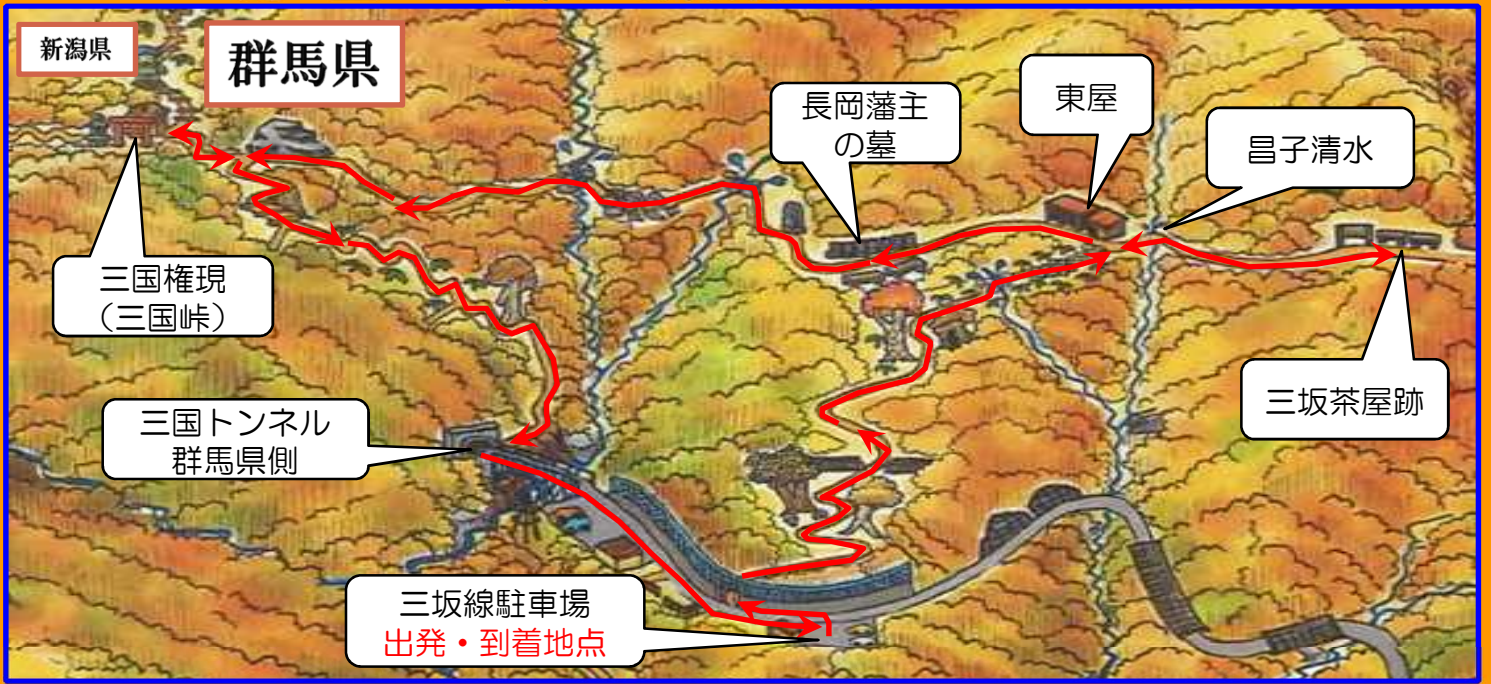 新潟県
群馬県
長岡藩主
の墓
東屋
昌子清水
三国権現
（三国峠）
三坂茶屋跡
三国トンネル
群馬県側
三坂線駐車場
出発・到着地点